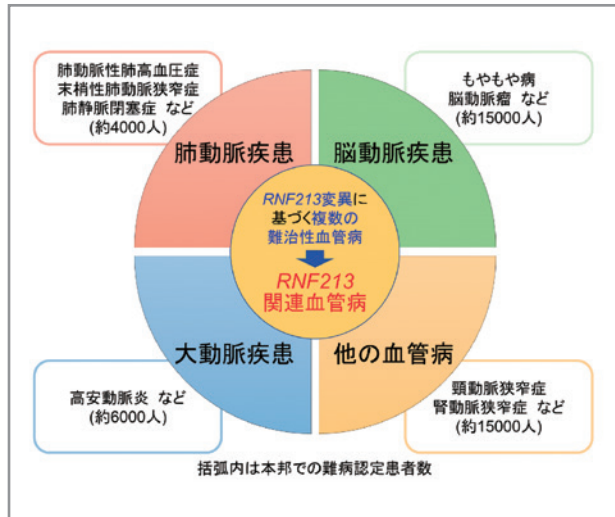 肺動脈性肺高血圧症
末梢性肺動脈狭窄症
肺静脈閉塞症 など
(約4000人)
もやもや病
脳動脈瘤 など
(約15000人)
肺動脈疾患
脳動脈疾患
RNF213変異に
基づく複数の
難治性血管病
RNF213
関連血管病
大動脈疾患
他の血管病
高安動脈炎 など
(約6000人)
頸動脈狭窄症
腎動脈狭窄症 など
(約15000人)
括弧内は本邦での難病認定患者数